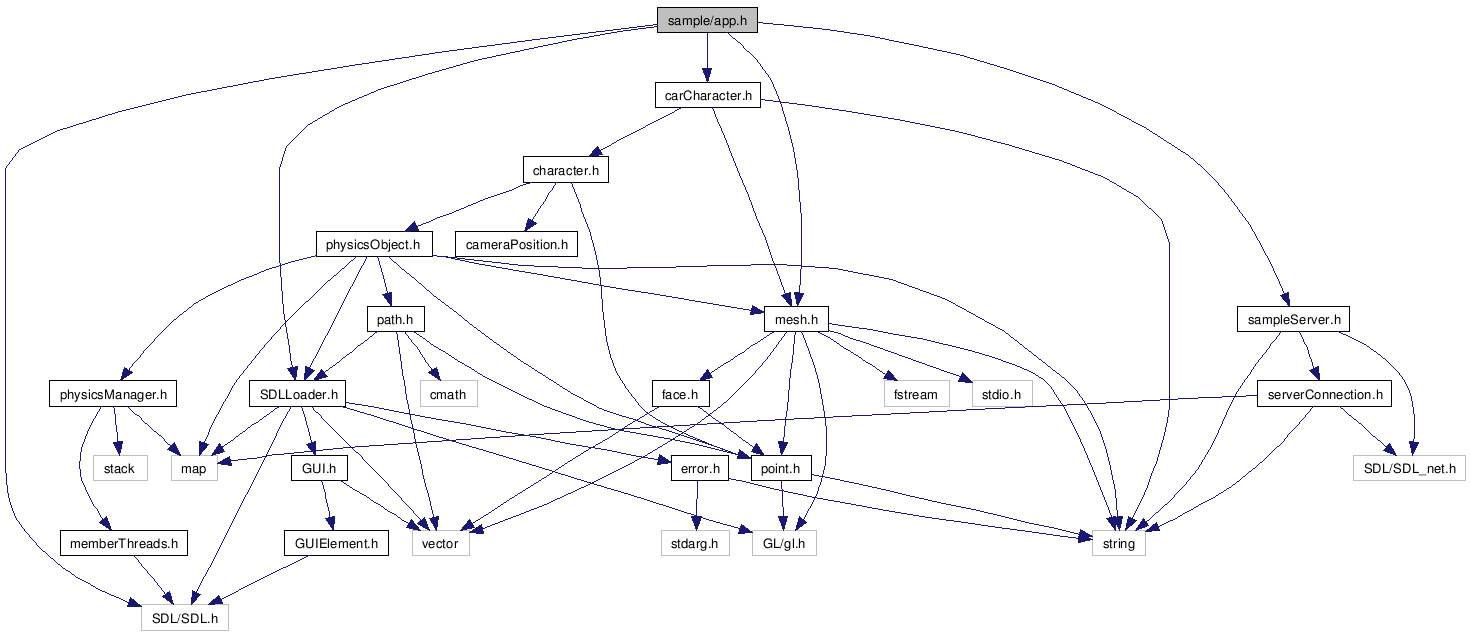 sample/app.h
carCharacter.h
character.h
physicsObject.h
cameraPosition.h
path.h
mesh.h
sampleServer.h
physicsManager.h
SDLLoader.h
cmath
face.h
fstream
stdio.h
serverConnection.h
stack
map
GUI.h
error.h
point.h
SDL/SDL_net.h
memberThreads.h
GUIElement.h
vector
stdarg.h
GL/gl.h
string
SDL/SDL.h